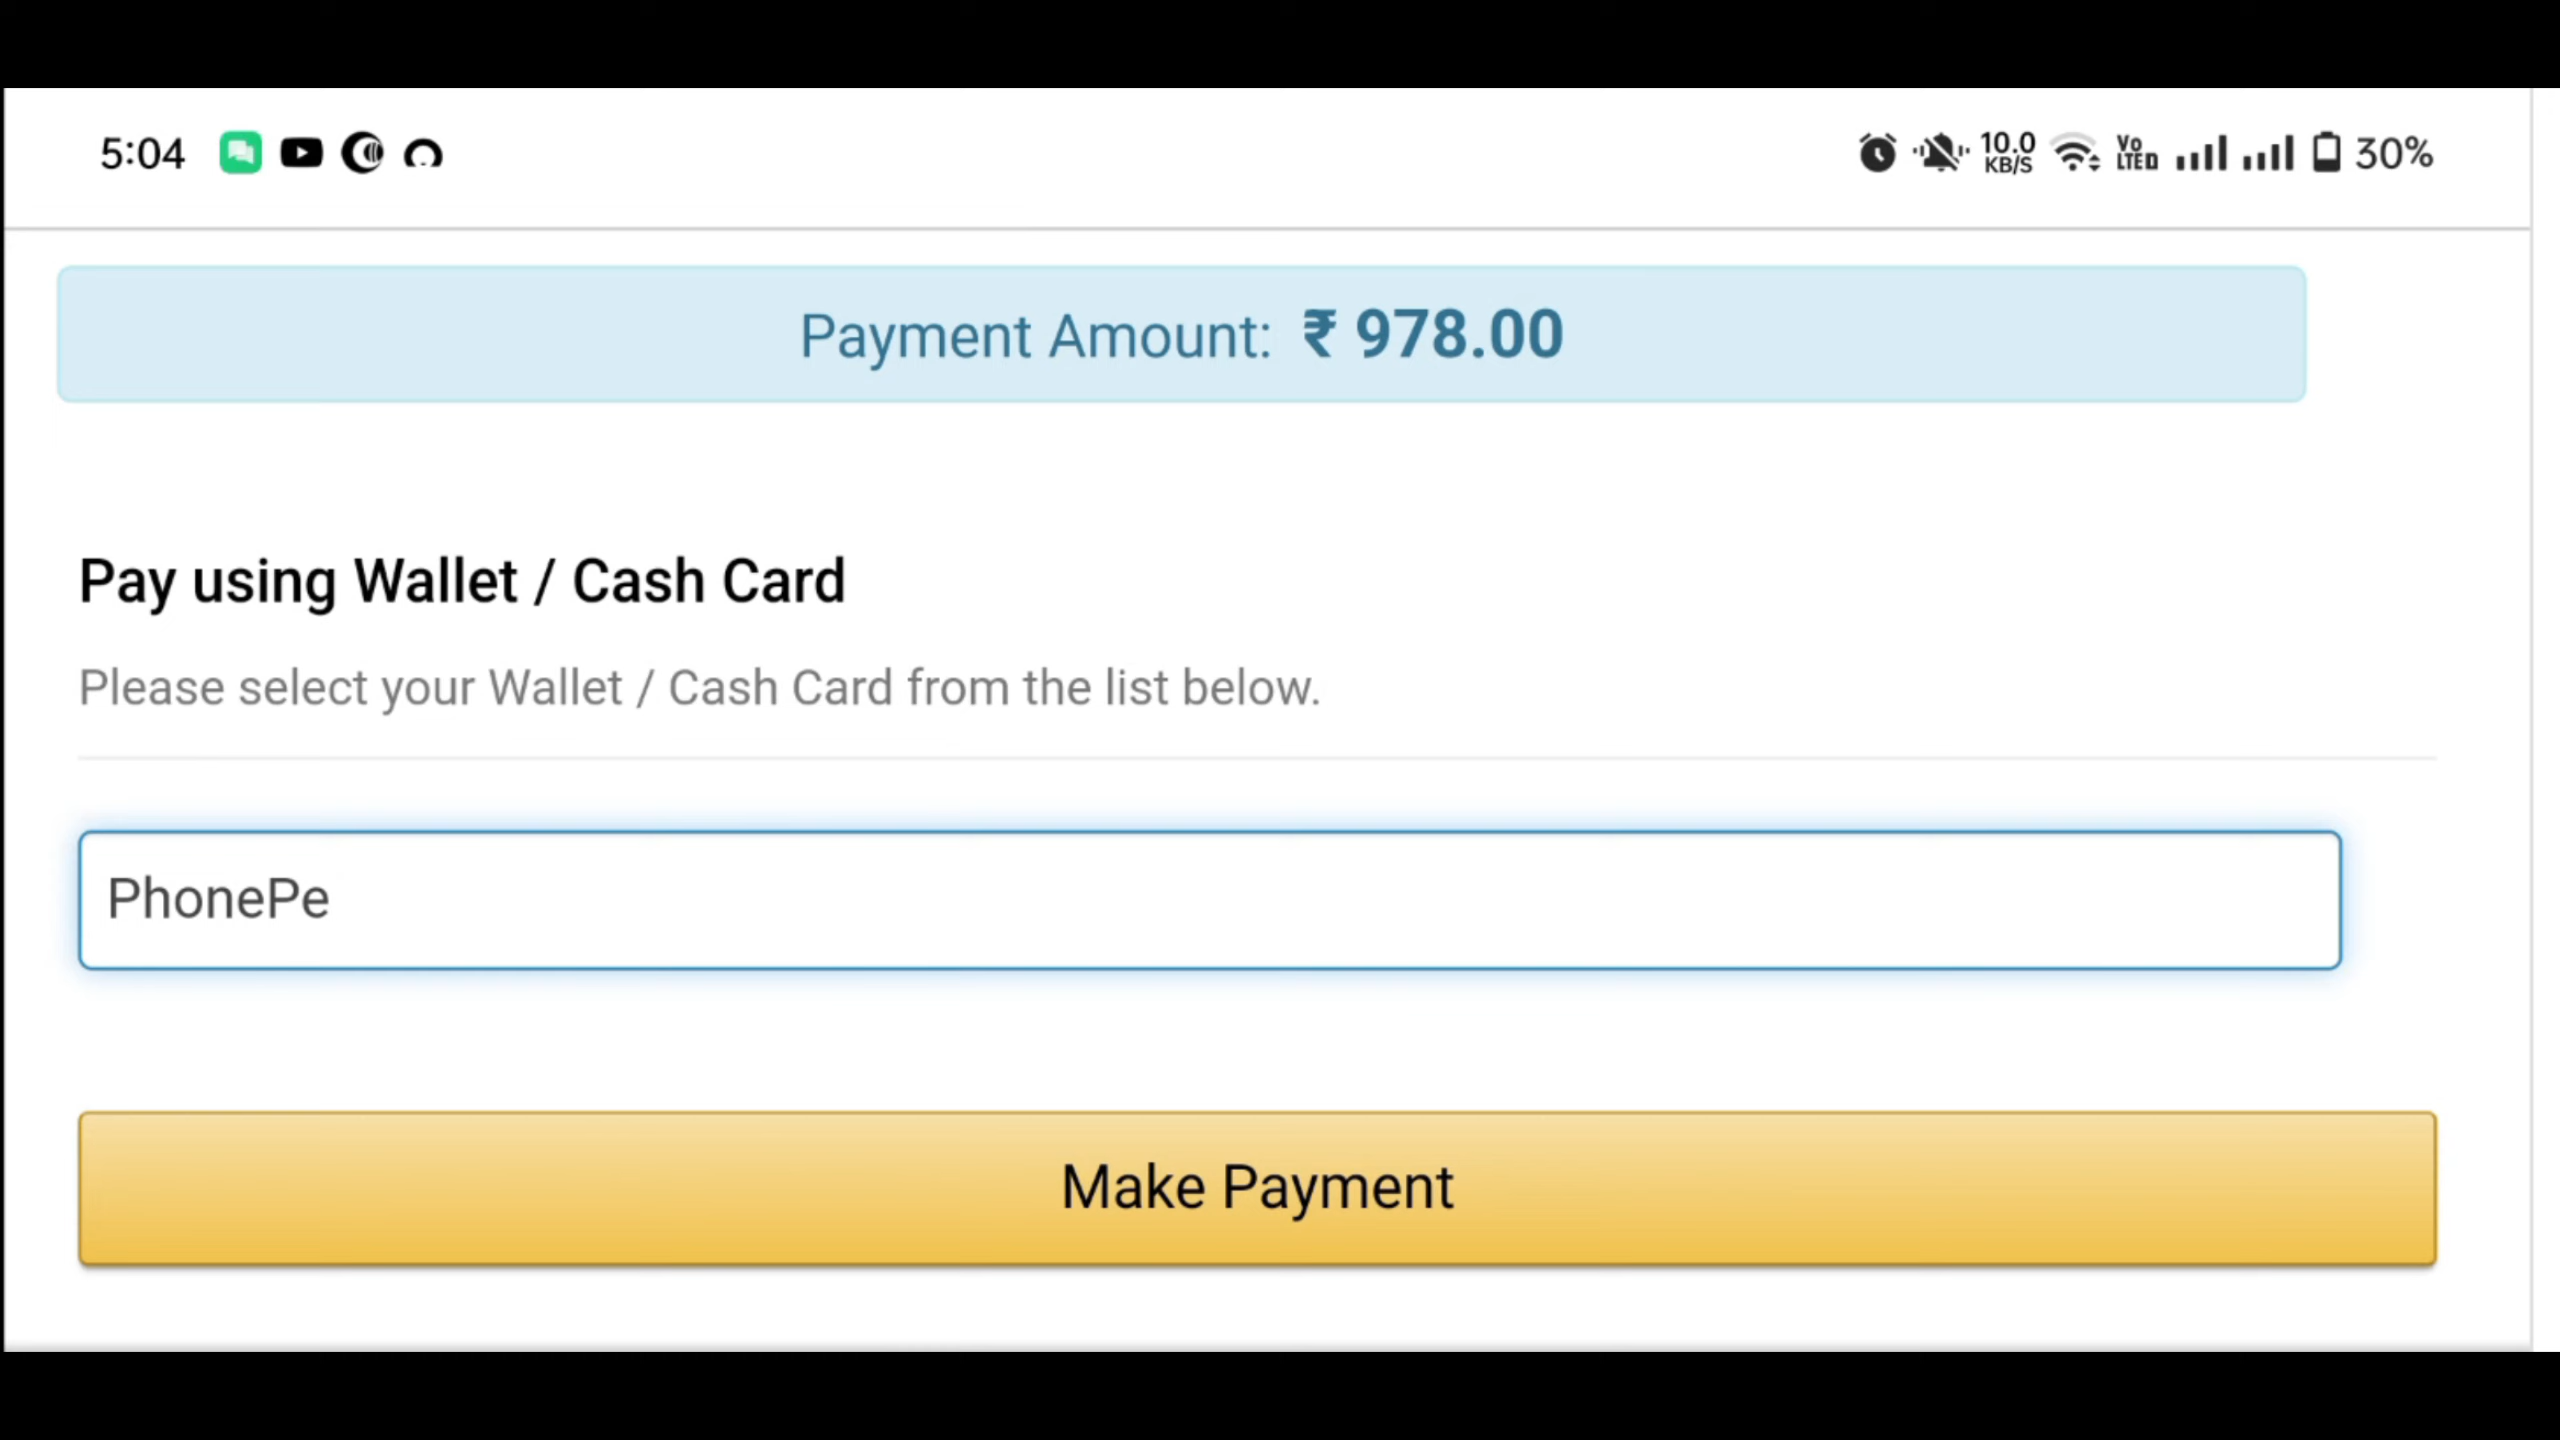 5:04 10.0 KB/S Vo LTED 30%
Payment Amount: ₹ 978.00
Pay using Wallet / Cash Card
Please select your Wallet / Cash Card from the list below.
PhonePe
Make Payment